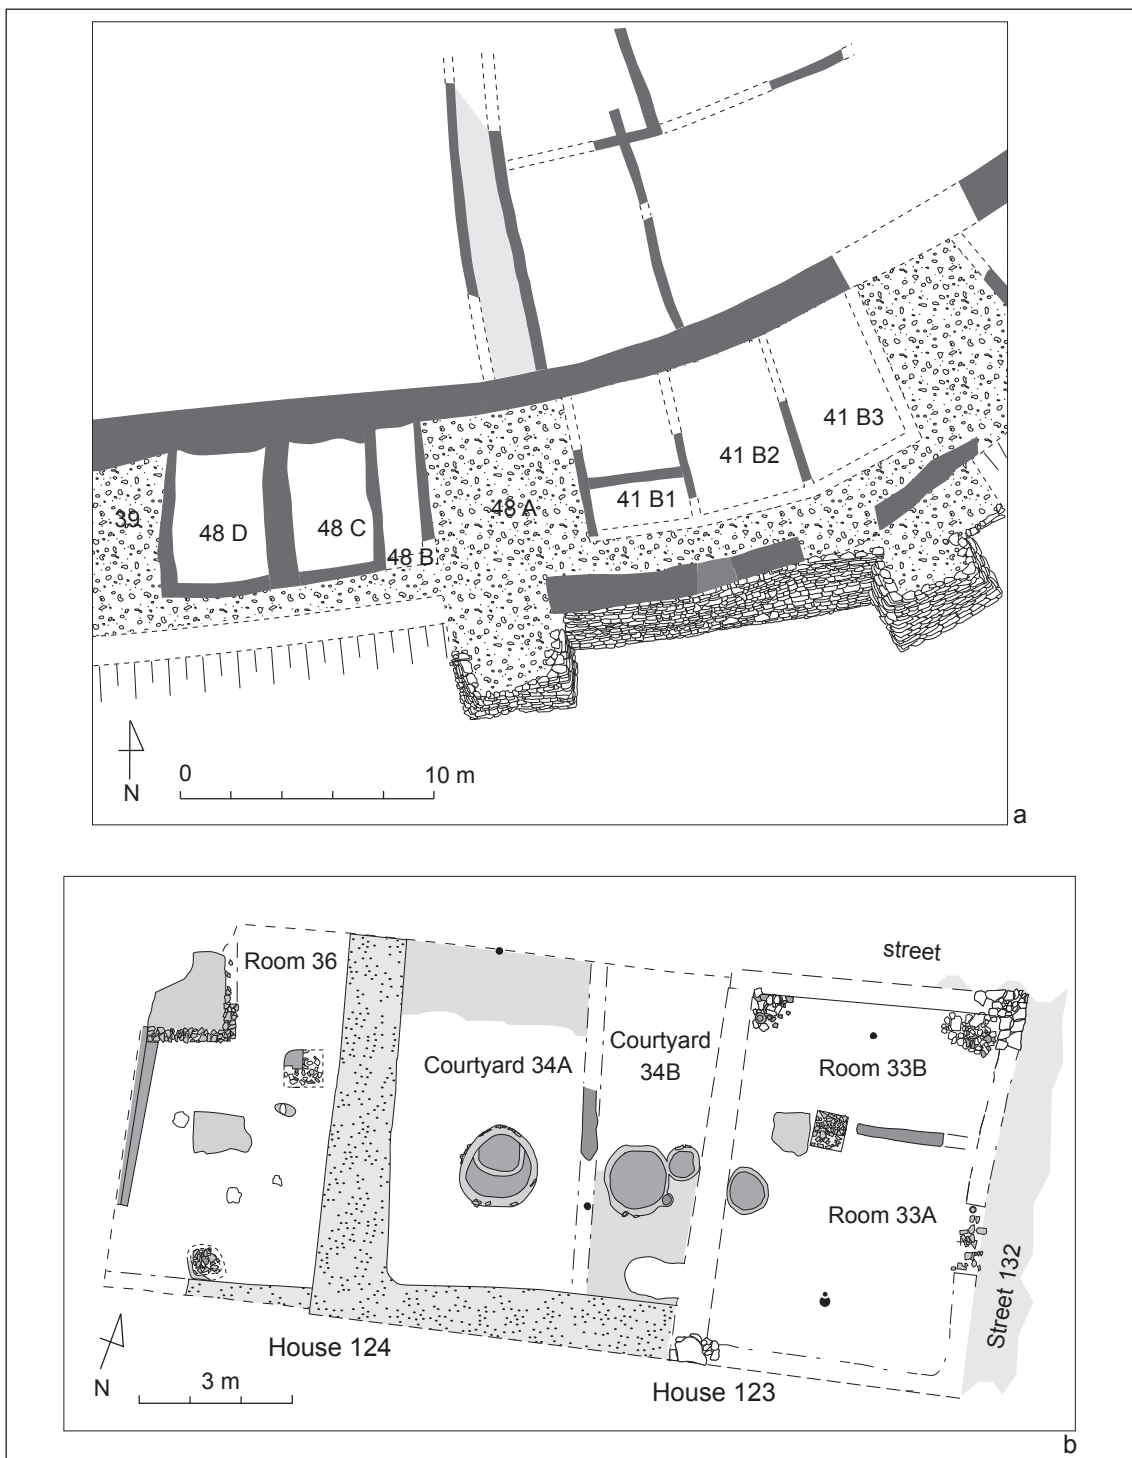 41 B3
41 B2
41 B1
39
48 D
48 C
48 B
48 A
N
0
10 m
a
street
Room 36
Courtyard 34A
Courtyard
34B
Room 33B
Room 33A
Street 132
House 124
House 123
N
3 m
b